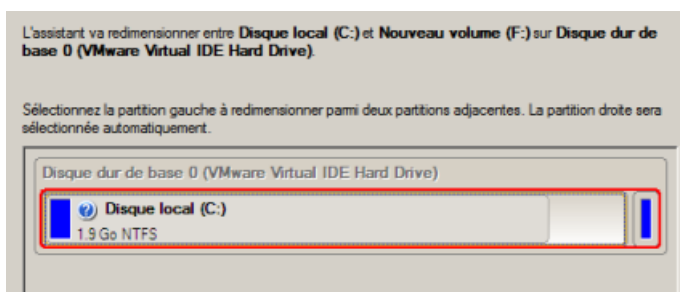 L'assistant va redimensionner entre Disque local (C:) et Nouveau volume (F:) sur Disque dur de
base 0 (VMware Virtual IDE Hard Drive).
Sélectionnez la partition gauche à redimensionner parmi deux partitions adjacentes. La partition droite sera
sélectionnée automatiquement.
Disque dur de base 0 (VMware Virtual IDE Hard Drive)
Disque local (C:)
1.9 Go NTFS